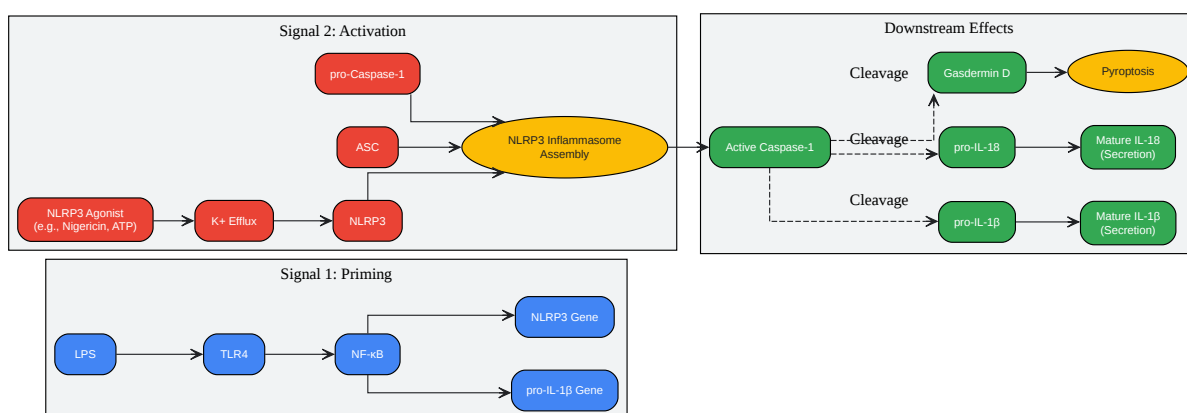 Signal 2: Activation
pro-Caspase-1
ASC
NLRP3 Inflammasome
Assembly
NLRP3 Agonist
(e.g., Nigericin, ATP)
K+ Efflux
NLRP3
Downstream Effects
Cleavage
Gasdermin D
Pyroptosis
Active Caspase-1
Cleavage
pro-IL-18
Mature IL-18
(Secretion)
Cleavage
pro-IL-1β
Mature IL-1β
(Secretion)
Signal 1: Priming
LPS
TLR4
NF-κB
NLRP3 Gene
pro-IL-1β Gene